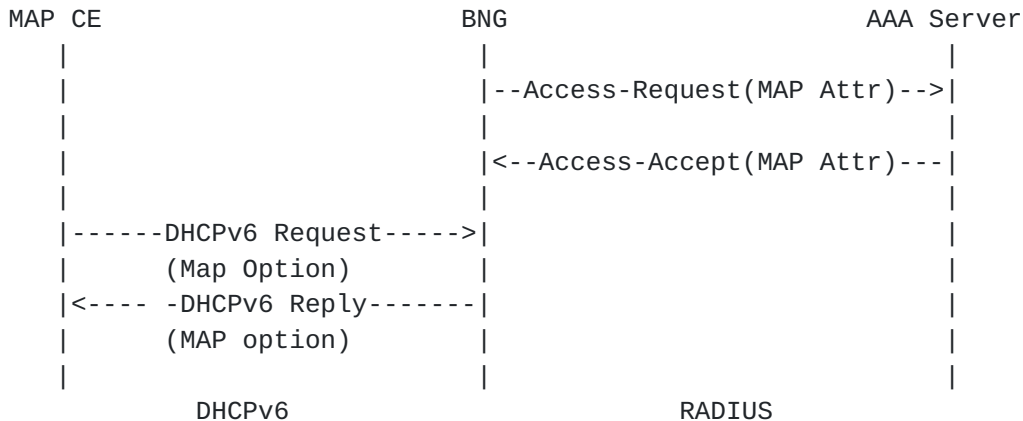 MAP CE                         BNG                         AAA Server
   |                           |                              |
   |                           |--Access-Request(MAP Attr)-->|
   |                           |                              |
   |                           |<--Access-Accept(MAP Attr)---|
   |                           |                              |
   |------DHCPv6 Request----->|                              |
   |      (Map Option)         |                              |
   |<---- -DHCPv6 Reply-------|                              |
   |      (MAP option)         |                              |
   |                           |                              |
            DHCPv6                          RADIUS